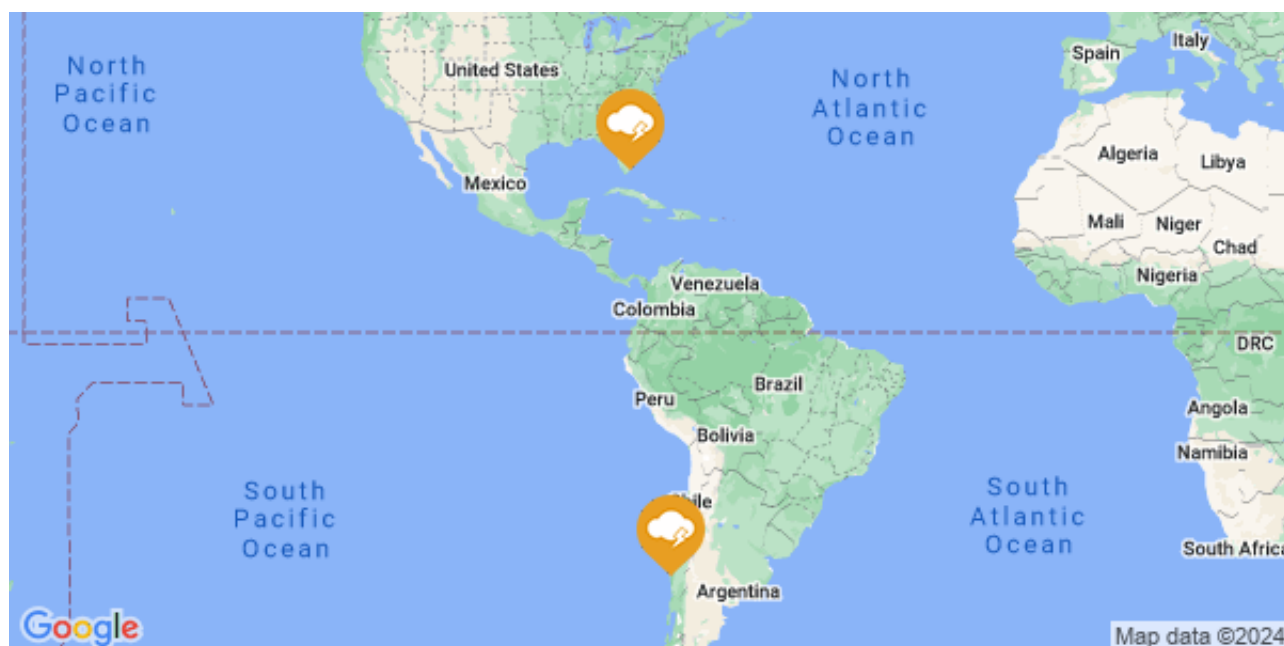 North
Pacific
Ocean
United States
North
Atlantic
Ocean
Spain
Italy
Algeria
Libya
Mexico
Mali
Niger
Chad
Nigeria
Venezuela
Colombia
DRC
Brazil
Peru
Angola
Bolivia
Namibia
South
Pacific
Ocean
South
Atlantic
Ocean
hile
South Africa
Argentina
Google
Map data ©2024